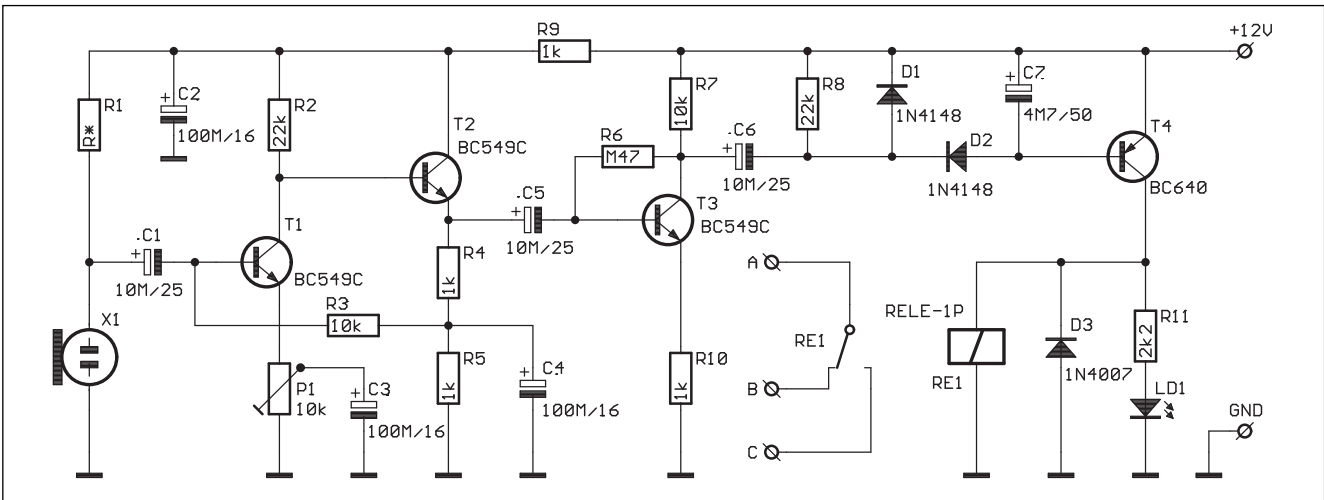 R9
1k
+12V
R1
R*
C2
100M/16
R2
22k
T2
BC549C
R7
10k
R8
22k
D1
1N4148
C7
4M7/50
R6
M47
.C6
10M/25
D2
1N4148
T4
BC640
.C5
10M/25
T3
BC549C
.C1
10M/25
T1
BC549C
R4
1k
A
X1
R3
10k
RE1
RELE-1P
RE1
D3
1N4007
R11
2k2
P1
10k
C3
100M/16
R5
1k
C4
100M/16
R10
1k
B
LD1
GND
C